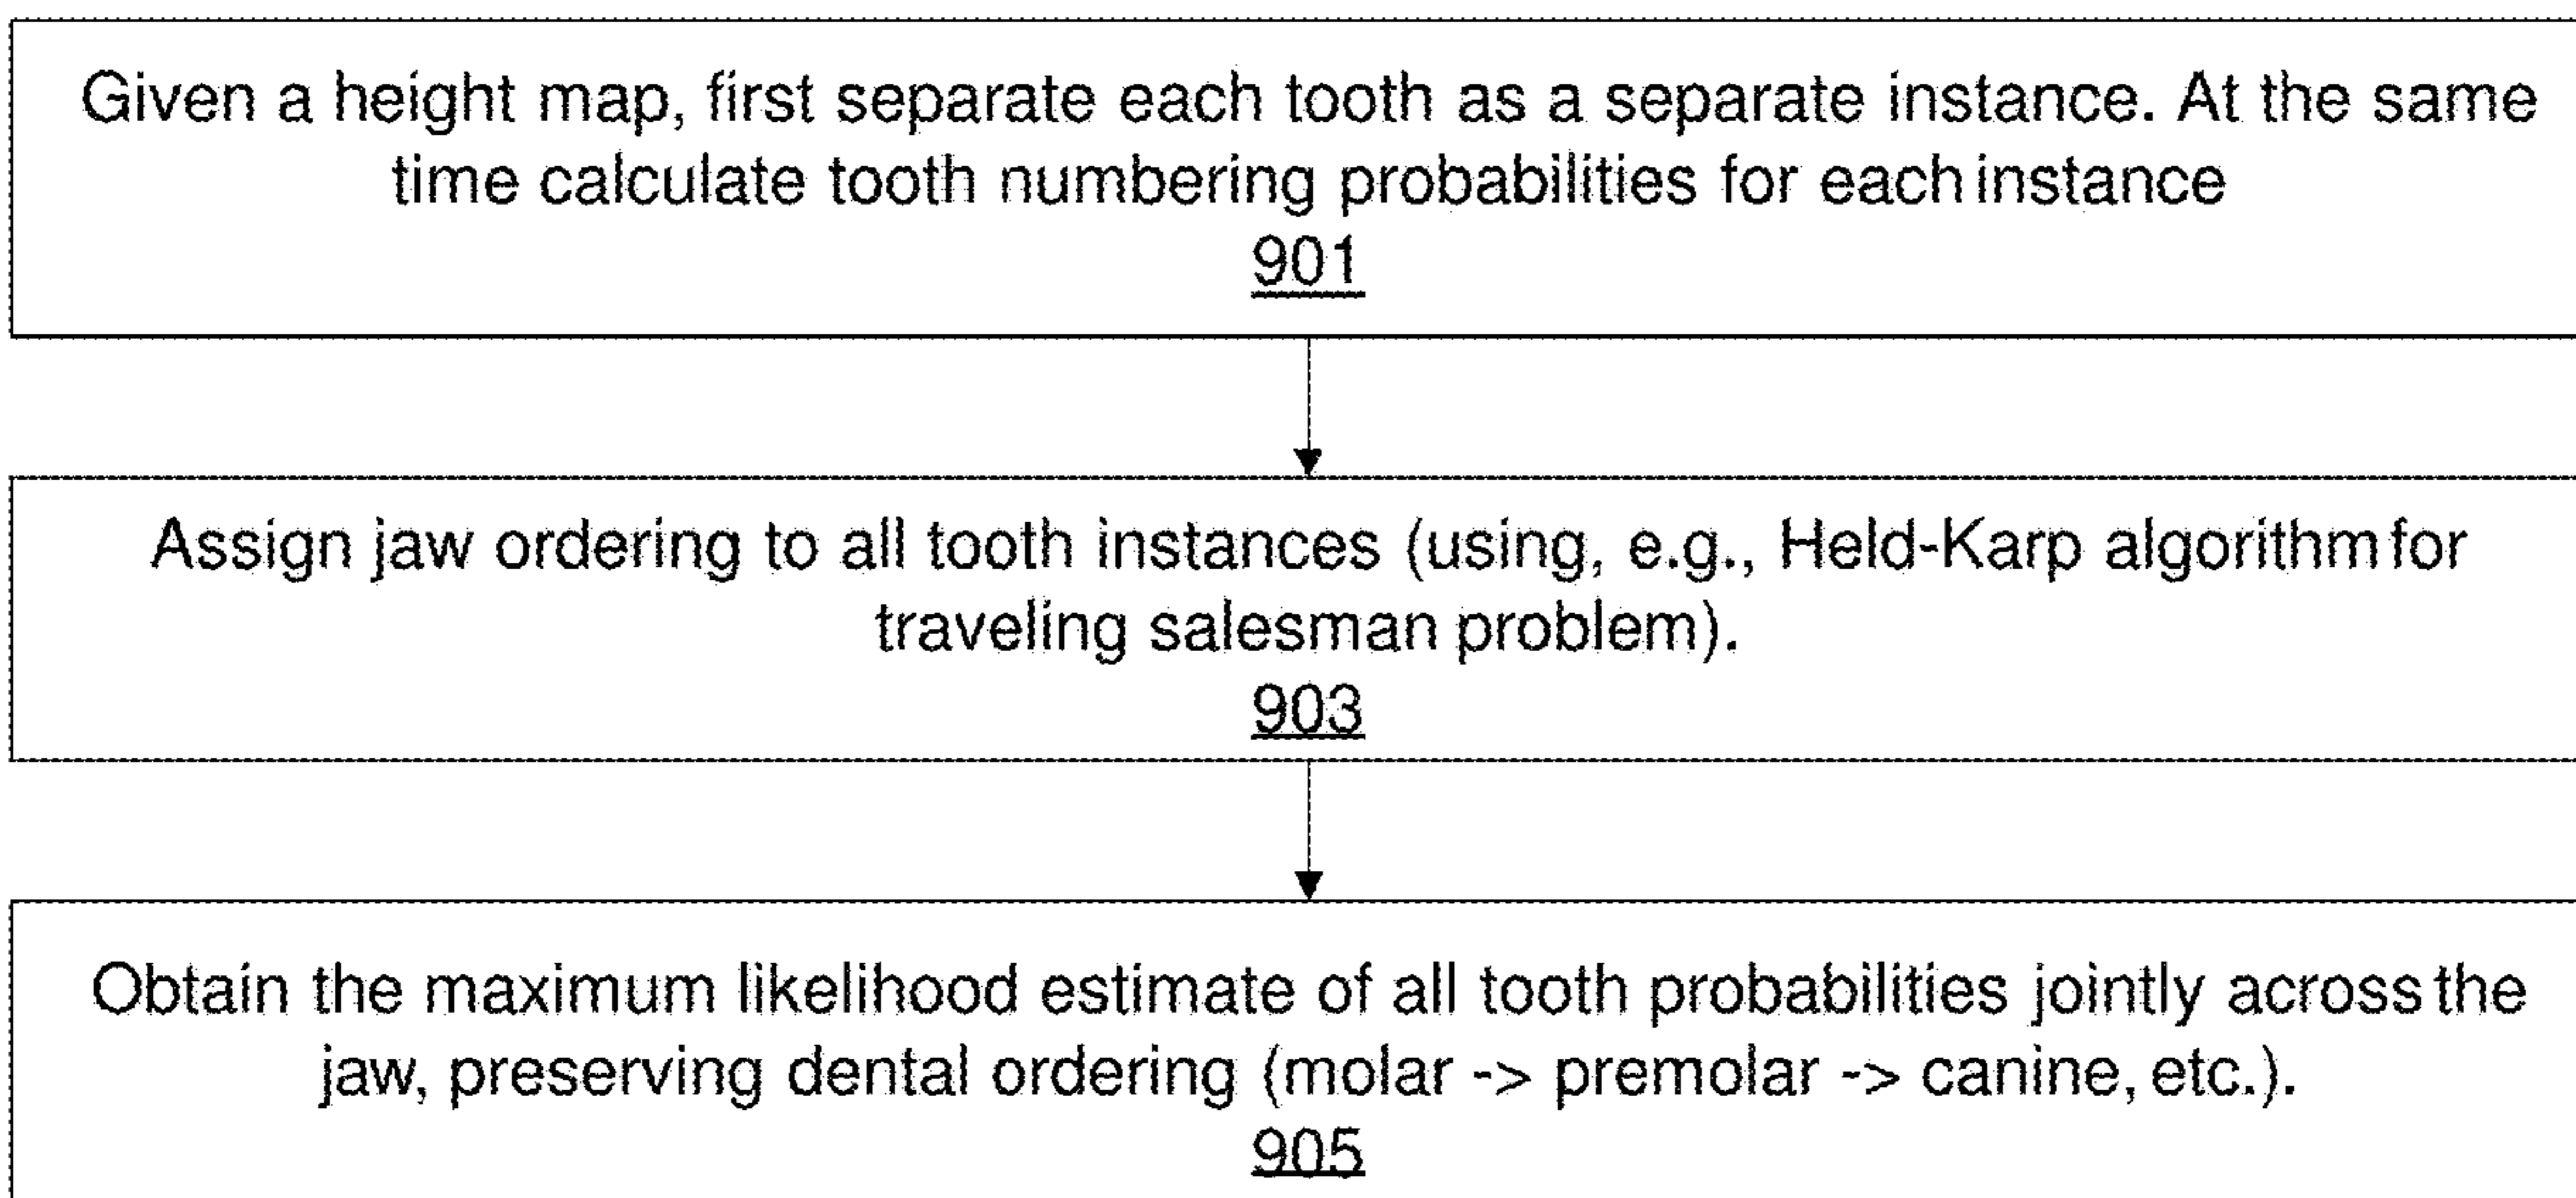 Given a height map, first separate each tooth as a separate instance. At the same
time calculate tooth numbering probabilities for each instance
901
Assign jaw ordering to all tooth instances (using, e.g., Held-Karp algorithm for
traveling salesman problem).
903
Obtain the maximum likelihood estimate of all tooth probabilities jointly across the
jaw, preserving dental ordering (molar -> premolar -> canine, etc.).
905